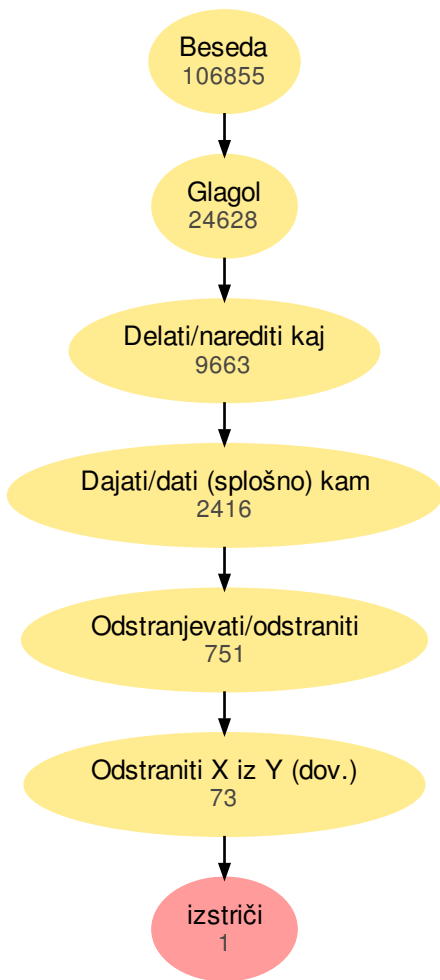 Beseda
106855
Glagol
24628
Delati/narediti kaj
9663
Dajati/dati (splošno) kam
2416
Odstranjevati/odstraniti
751
Odstraniti X iz Y (dov.)
73
izstriči
1